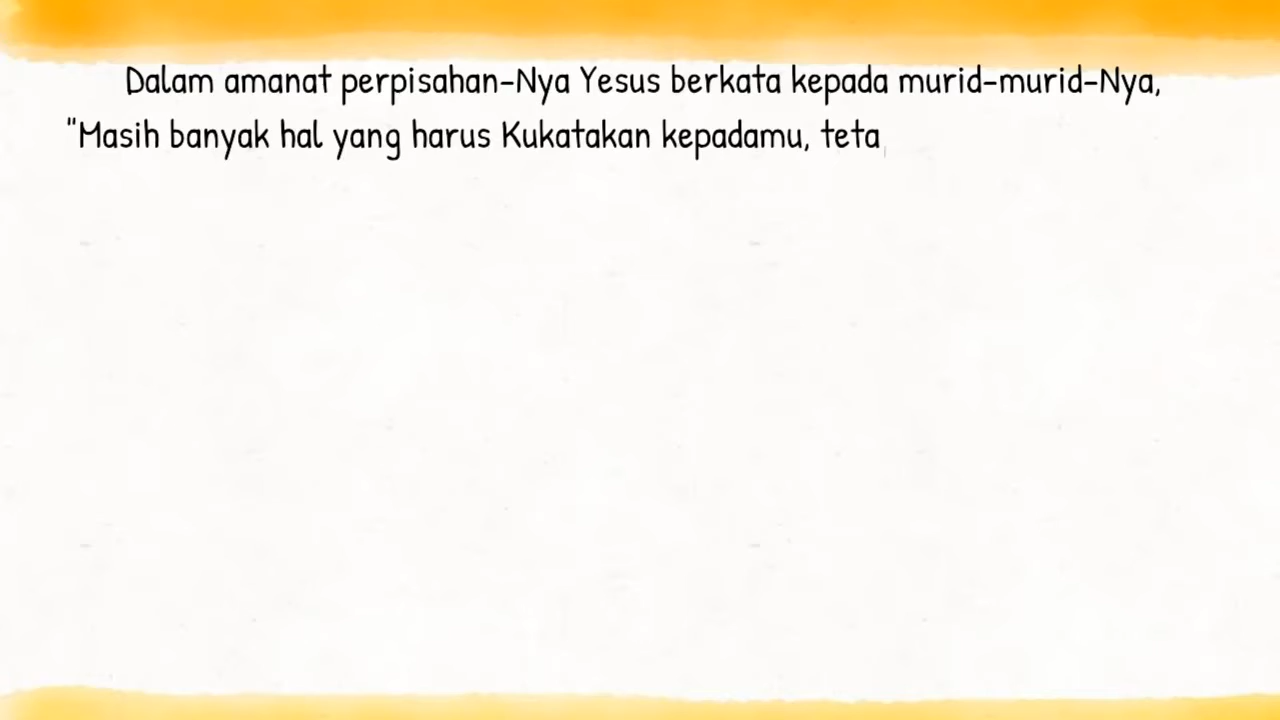 Dalam amanat perpisahan-Nya Yesus berkata kepada murid-murid-Nya,
"Masih banyak hal yang harus Kukatakan kepadamu, teta